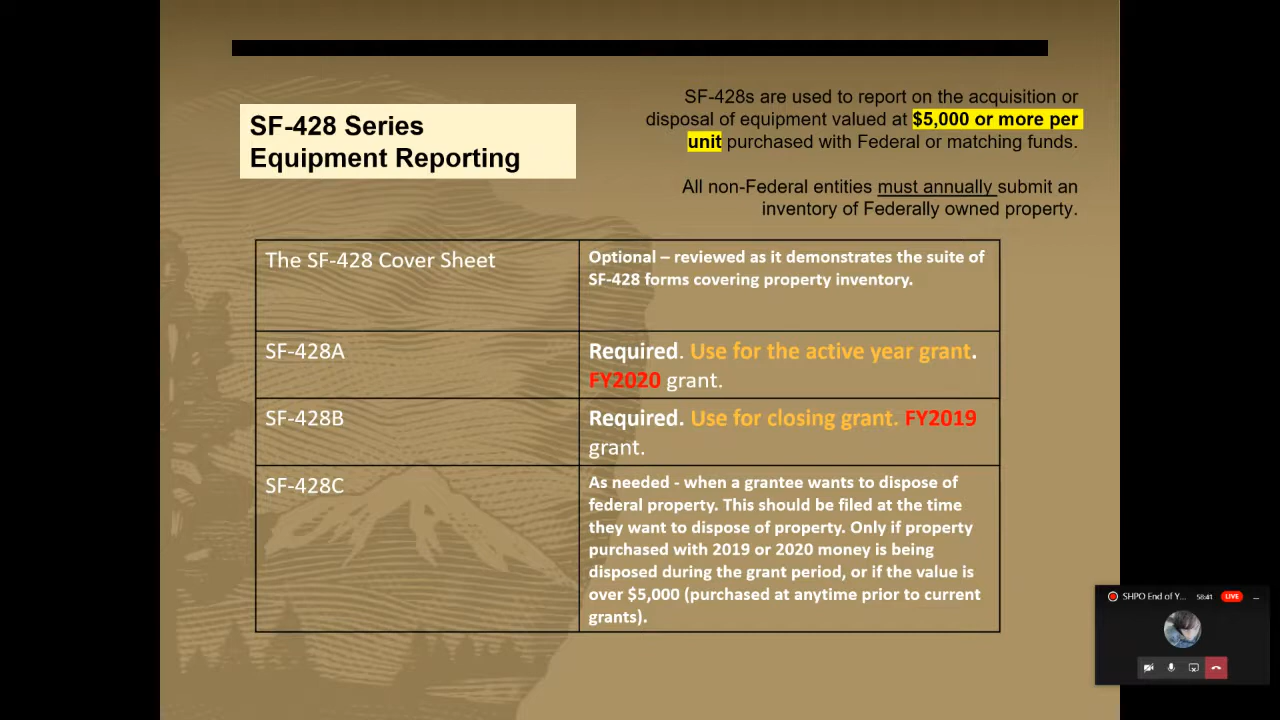 SF-428 Series
Equipment Reporting
SF-428s are used to report on the acquisition or
disposal of equipment valued at $5,000 or more per
unit purchased with Federal or matching funds.
All non-Federal entities must annually submit an
inventory of Federally owned property.
The SF-428 Cover Sheet
Optional – reviewed as it demonstrates the suite of
SF-428 forms covering property inventory.
SF-428A
Required. Use for the active year grant.
FY2020 grant.
SF-428B
Required. Use for closing grant. FY2019
grant.
SF-428C
As needed - when a grantee wants to dispose of
federal property. This should be filed at the time
they want to dispose of property. Only if property
purchased with 2019 or 2020 money is being
disposed during the grant period, or if the value is
over $5,000 (purchased at anytime prior to current
grants).
SHPO End of Y... 58:41 LIVE